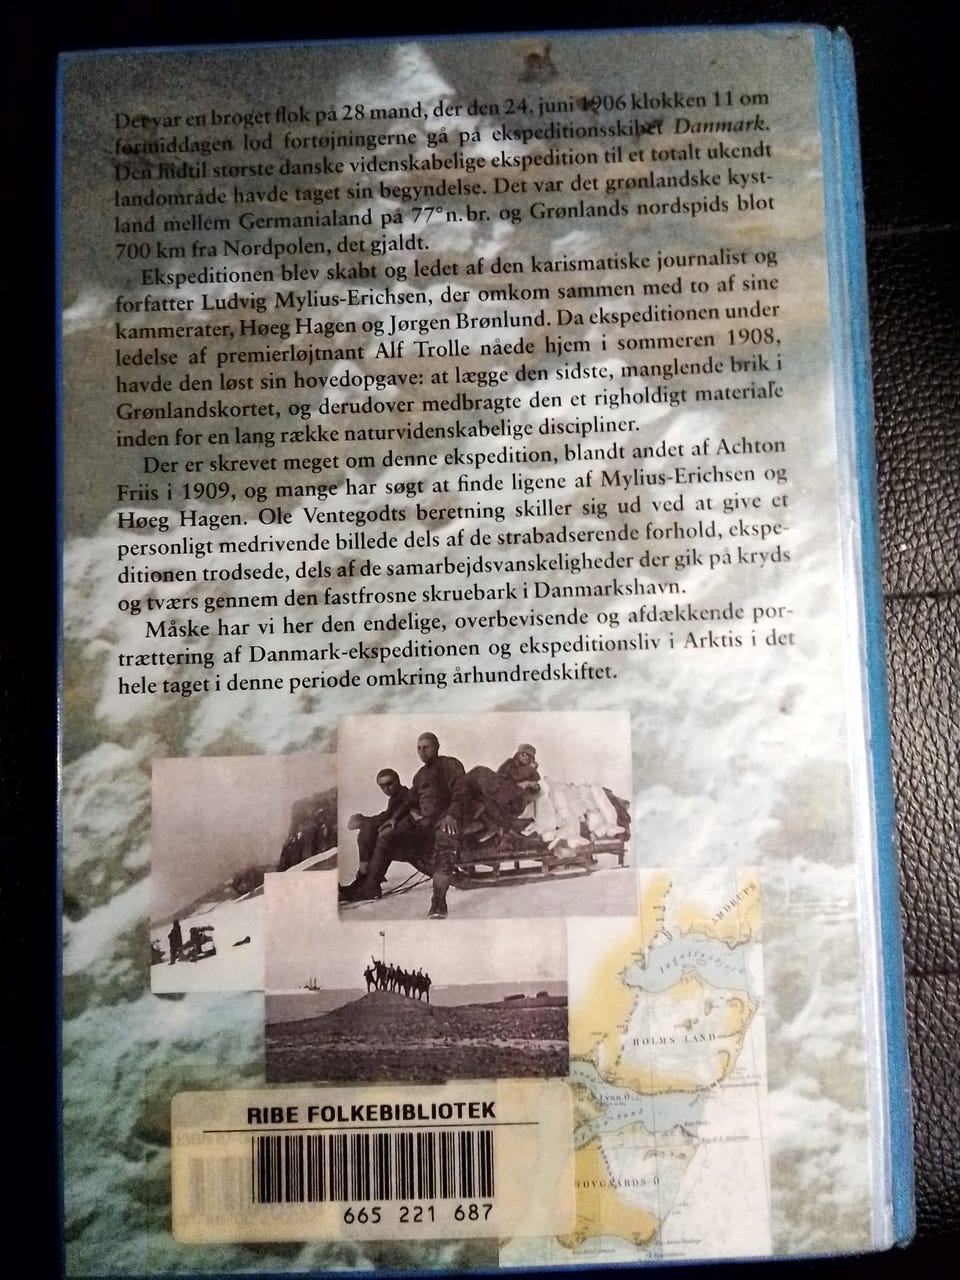 Det var en broget flok på 28 mand, der den 24. juni 1906 klokken 11 om
formiddagen lod fortøjningerne gå på ekspeditionsskibet Danmark.
Den hidtil største danske videnskabelige ekspedition til et totalt ukendt
landområde havde taget sin begyndelse. Det var det grønlandske kyst-
land mellem Germanialand på 77° n. br. og Grønlands nordspids blot
700 km fra Nordpolen, det gjaldt.
Ekspeditionen blev skabt og ledet af den karismatiske journalist og
forfatter Ludvig Mylius-Erichsen, der omkom sammen med to af sine
kammerater, Høeg Hagen og Jørgen Brønlund. Da ekspeditionen under
ledelse af premierløjtnant Alf Trolle nåede hjem i sommeren 1908,
havde den løst sin hovedopgave: at lægge den sidste, manglende brik i
Grønlandskortet, og derudover medbragte den et righoldigt materiale
inden for en lang række naturvidenskabelige discipliner.
Der er skrevet meget om denne ekspedition, blandt andet af Achton
Friis i 1909, og mange har søgt at finde ligene af Mylius-Erichsen og
Høeg Hagen. Ole Ventegodts beretning skiller sig ud ved at give et
personligt medrivende billede dels af de strabadserende forhold, ekspe-
ditionen trodsede, dels af de samarbejdsvanskeligheder der gik på kryds
og tværs gennem den fastfrosne skruebark i Danmarkshavn.
Måske har vi her den endelige, overbevisende og afdækkende por-
trættering af Danmark-ekspeditionen og ekspeditionsliv i Arktis i det
hele taget i denne periode omkring århundredskiftet.
AMDRUPS
Ingolfsfjord
HOLMS LAND
Sund
HOVGAARDS Ø
RIBE FOLKEBIBLIOTEK
665 221 687